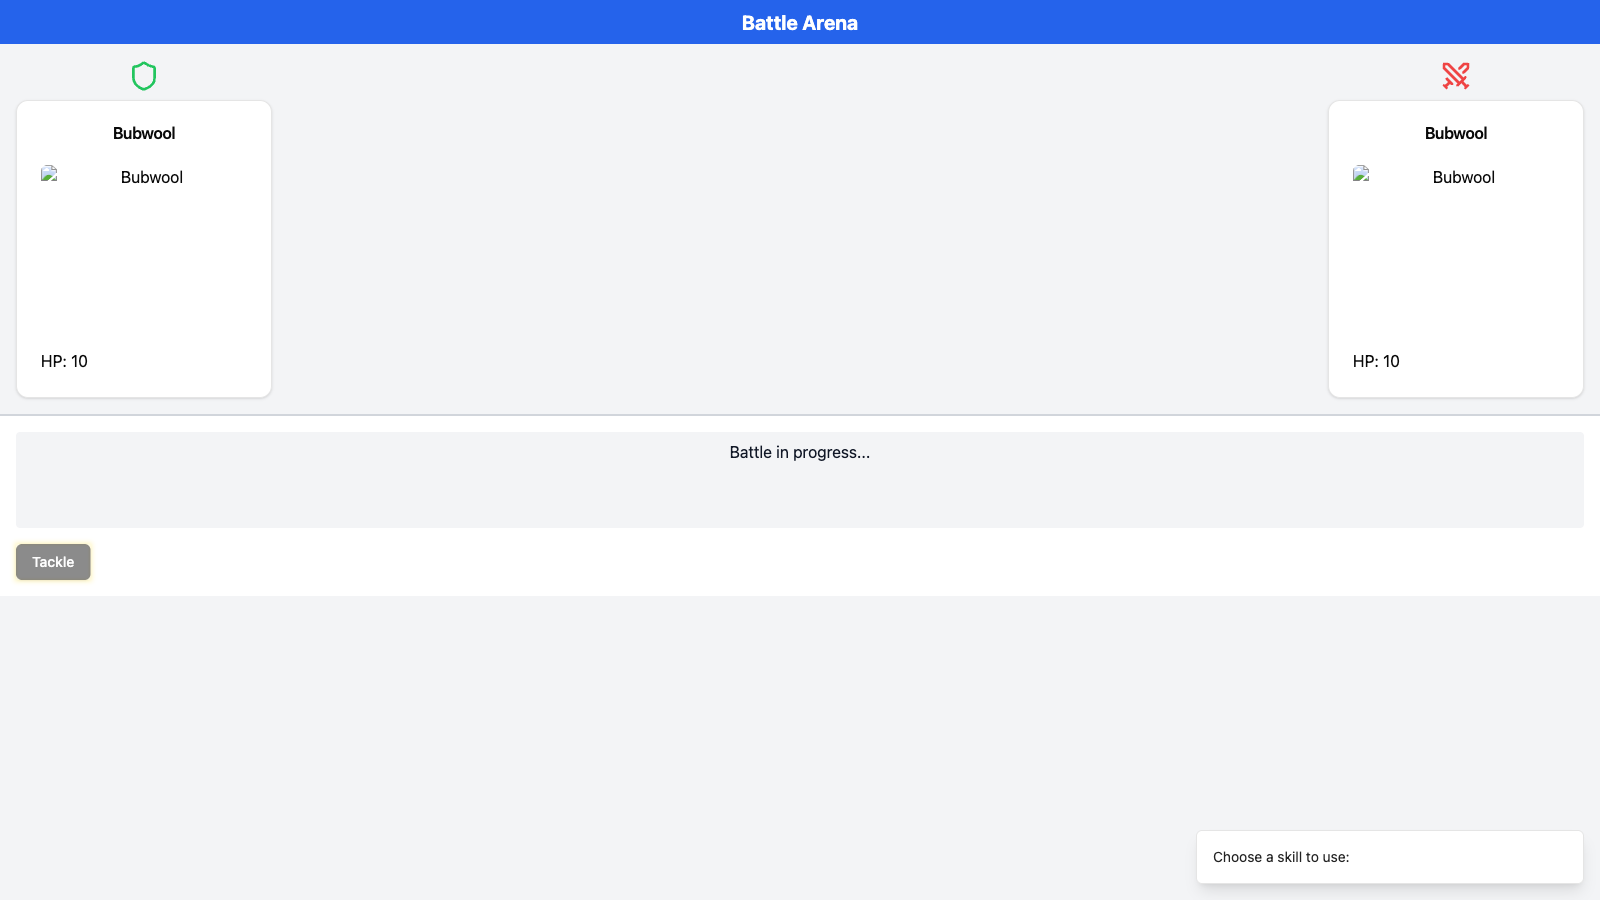 Battle Arena
Bubwool
Bubwool
HP: 10
Bubwool
Bubwool
HP: 10
Battle in progress...
Tackle
Choose a skill to use: